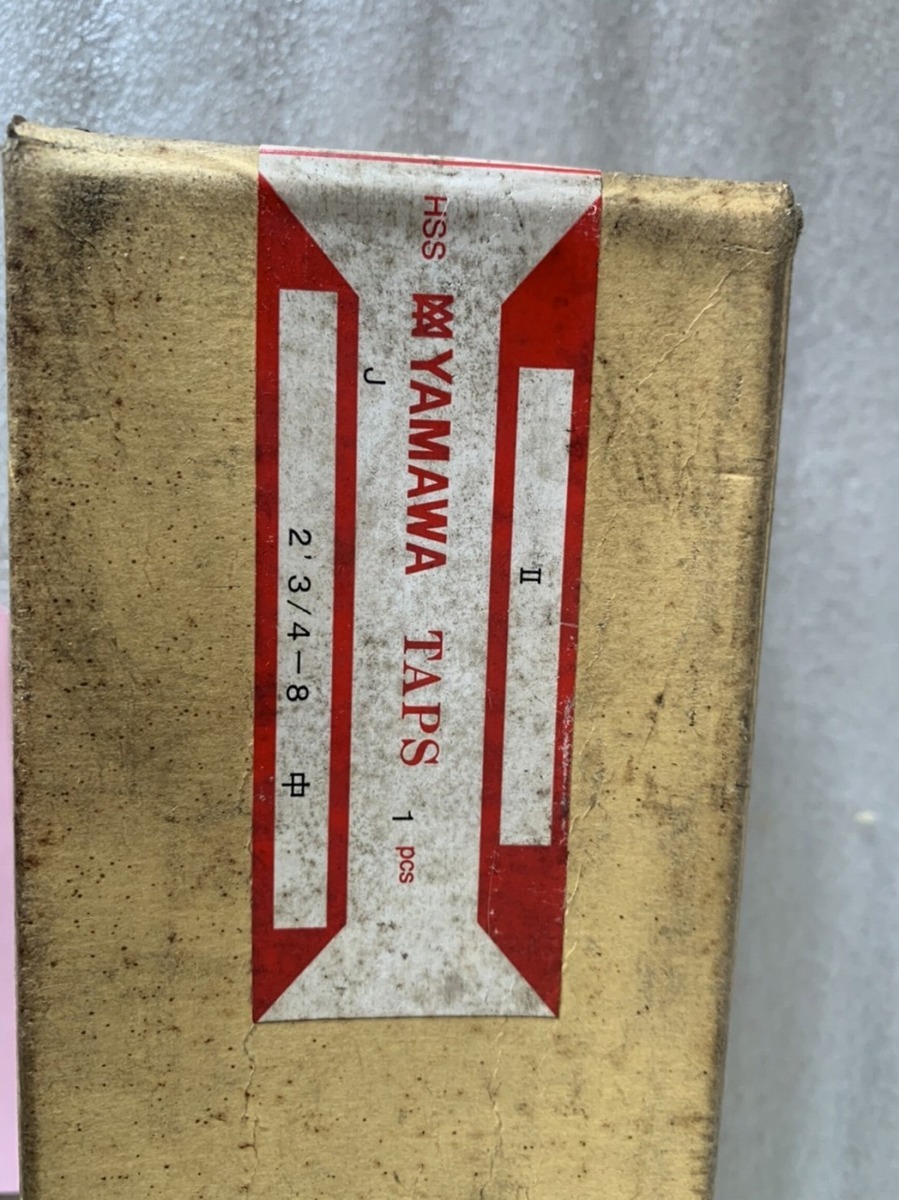 II
HSS YAMAWA TAPS 1 pcs
J
2' 3/4-8 中